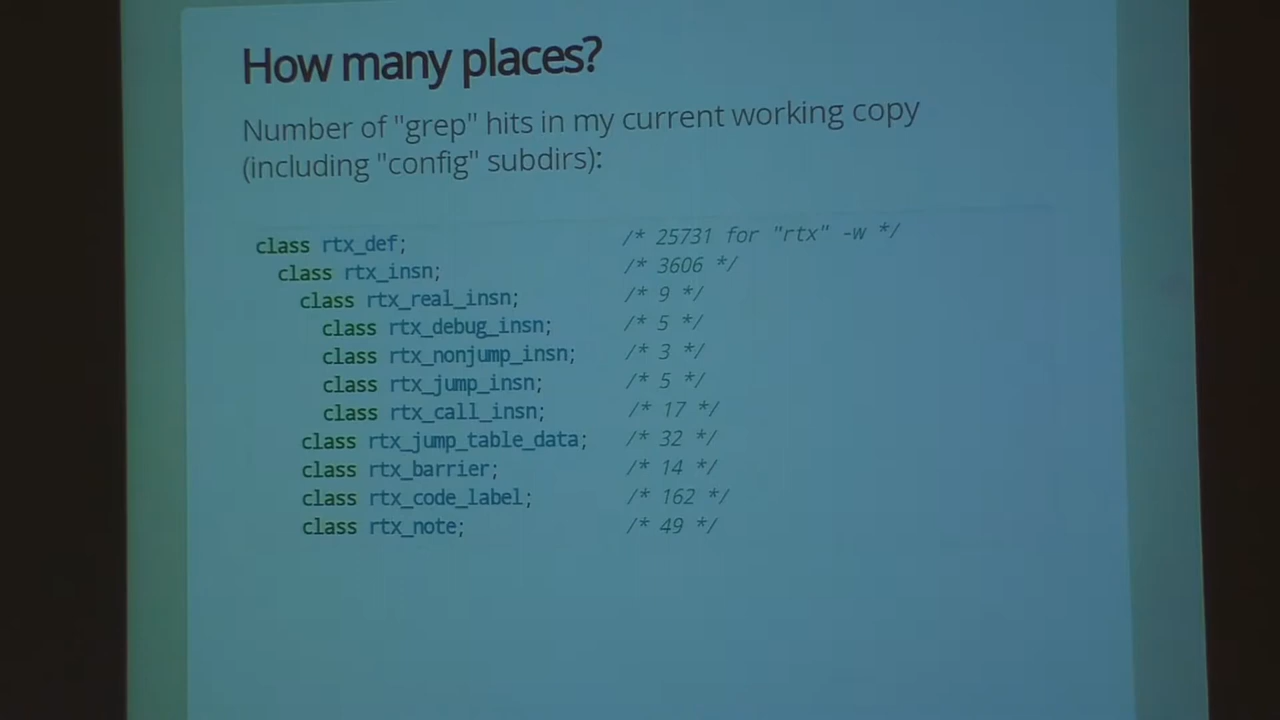 How many places?
Number of "grep" hits in my current working copy
(including "config" subdirs):
class rtx_def; /* 25731 for "rtx" -w */
class rtx_insn; /* 3606 */
class rtx_real_insn; /* 9 */
class rtx_debug_insn; /* 5 */
class rtx_nonjump_insn; /* 3 */
class rtx_jump_insn; /* 5 */
class rtx_call_insn; /* 17 */
class rtx_jump_table_data; /* 32 */
class rtx_barrier; /* 14 */
class rtx_code_label; /* 162 */
class rtx_note; /* 49 */